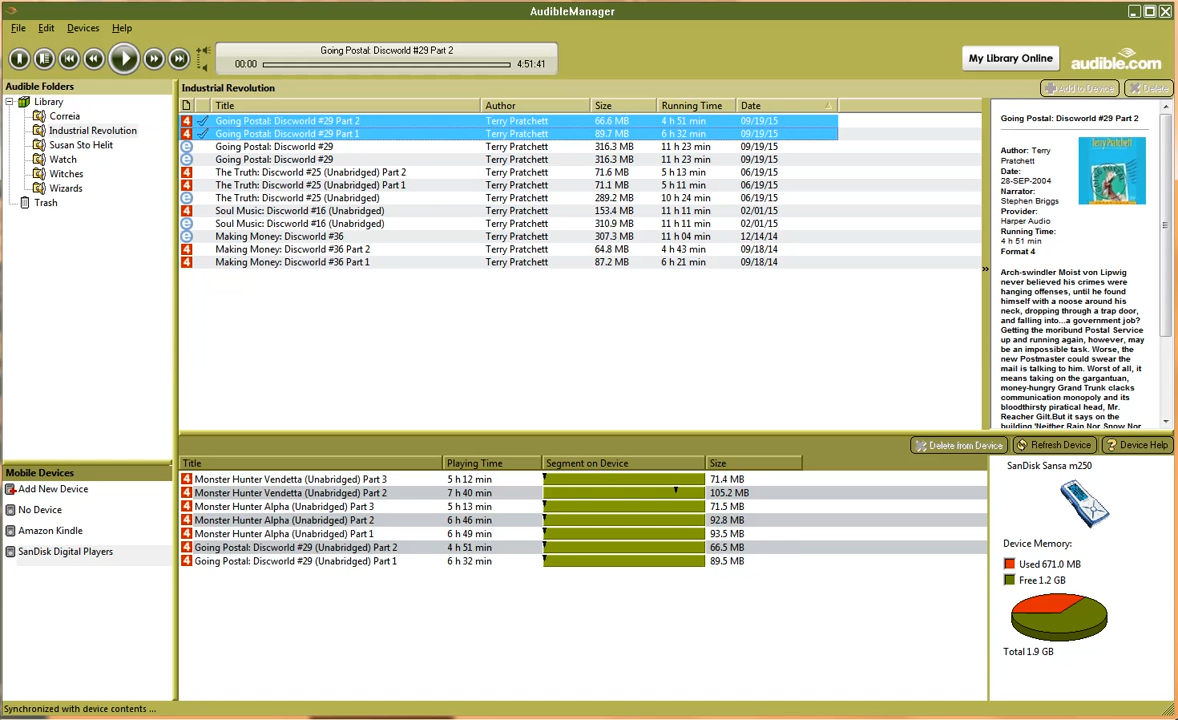 AudibleManager
File Edit Devices Help
Going Postal: Discworld #29 Part 2
00:00 4:51:41
My Library Online
audible.com
Audible Folders
Library
Correia
Industrial Revolution
Susan Sto Helit
Watch
Witches
Wizards
Trash
Industrial Revolution
Add to Device Delete
Title Author Size Running Time Date
4 Going Postal: Discworld #29 Part 2 Terry Pratchett 66.6 MB 4 h 51 min 09/19/15
4 Going Postal: Discworld #29 Part 1 Terry Pratchett 89.7 MB 6 h 32 min 09/19/15
e Going Postal: Discworld #29 Terry Pratchett 316.3 MB 11 h 23 min 09/19/15
e Going Postal: Discworld #29 Terry Pratchett 316.3 MB 11 h 23 min 09/19/15
4 The Truth: Discworld #25 (Unabridged) Part 2 Terry Pratchett 71.6 MB 5 h 13 min 06/19/15
4 The Truth: Discworld #25 (Unabridged) Part 1 Terry Pratchett 71.1 MB 5 h 11 min 06/19/15
e The Truth: Discworld #25 (Unabridged) Terry Pratchett 289.2 MB 10 h 24 min 06/19/15
4 Soul Music: Discworld #16 (Unabridged) Terry Pratchett 153.4 MB 11 h 11 min 02/01/15
e Soul Music: Discworld #16 (Unabridged) Terry Pratchett 310.9 MB 11 h 11 min 02/01/15
e Making Money: Discworld #36 Terry Pratchett 307.3 MB 11 h 04 min 12/14/14
4 Making Money: Discworld #36 Part 2 Terry Pratchett 64.8 MB 4 h 43 min 09/18/14
4 Making Money: Discworld #36 Part 1 Terry Pratchett 87.2 MB 6 h 21 min 09/18/14
Going Postal: Discworld #29 Part 2
Author: Terry
Pratchett
Date:
28-SEP-2004
Narrator:
Stephen Briggs
Provider:
Harper Audio
Running Time:
4 h 51 min
Format 4
Terry Pratchett
Arch-swindler Moist von Lipwig
never believed his crimes were
hanging offenses, until he found
himself with a noose around his
neck, dropping through a trap door,
and falling into...a government job?
Getting the moribund Postal Service
up and running again, however, may
be an impossible task. Worse, the
new Postmaster could swear the
mail is talking to him. Worst of all, it
means taking on the gargantuan,
money-hungry Grand Trunk clacks
communication monopoly and its
bloodthirsty piratical head, Mr.
Reacher Gilt.But it says on the
building 'Neither Rain Nor Snow Nor
Mobile Devices
Add New Device
No Device
Amazon Kindle
SanDisk Digital Players
Delete from Device Refresh Device ? Device Help
Title Playing Time Segment on Device Size
4 Monster Hunter Vendetta (Unabridged) Part 3 5 h 12 min 71.4 MB
4 Monster Hunter Vendetta (Unabridged) Part 2 7 h 40 min 105.2 MB
4 Monster Hunter Alpha (Unabridged) Part 3 5 h 13 min 71.5 MB
4 Monster Hunter Alpha (Unabridged) Part 2 6 h 46 min 92.8 MB
4 Monster Hunter Alpha (Unabridged) Part 1 6 h 49 min 93.5 MB
4 Going Postal: Discworld #29 (Unabridged) Part 2 4 h 51 min 66.5 MB
4 Going Postal: Discworld #29 (Unabridged) Part 1 6 h 32 min 89.5 MB
SanDisk Sansa m250
Device Memory:
Used 671.0 MB
Free 1.2 GB
Total 1.9 GB
Synchronized with device contents ...